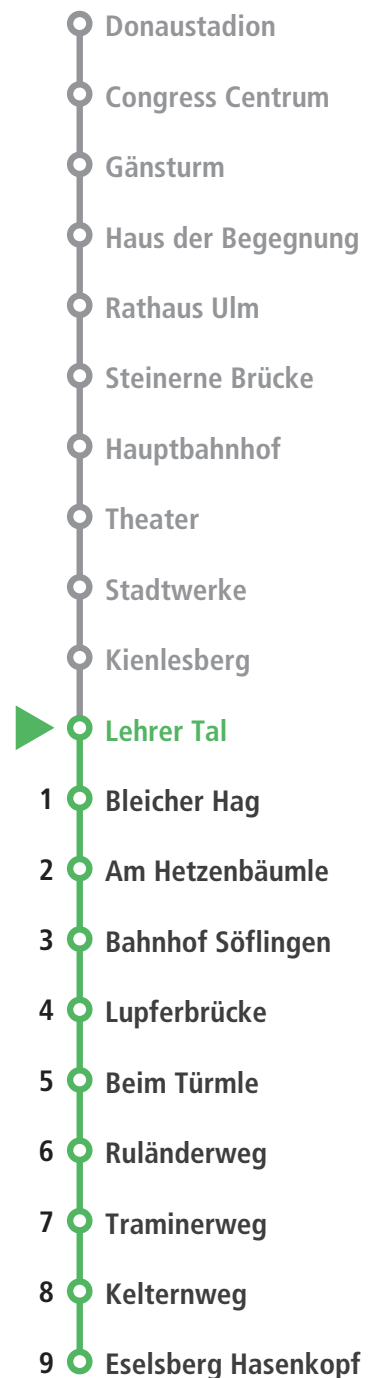 Donaustadion
Congress Centrum
Gänsturm
Haus der Begegnung
Rathaus Ulm
Steinerne Brücke
Hauptbahnhof
Theater
Stadtwerke
Kienlesberg
Lehrer Tal
1 Bleicher Hag
2 Am Hetzenbäumle
3 Bahnhof Söflingen
4 Lupferbrücke
5 Beim Türmle
6 Ruländerweg
7 Traminerweg
8 Kelternweg
9 Eselsberg Hasenkopf